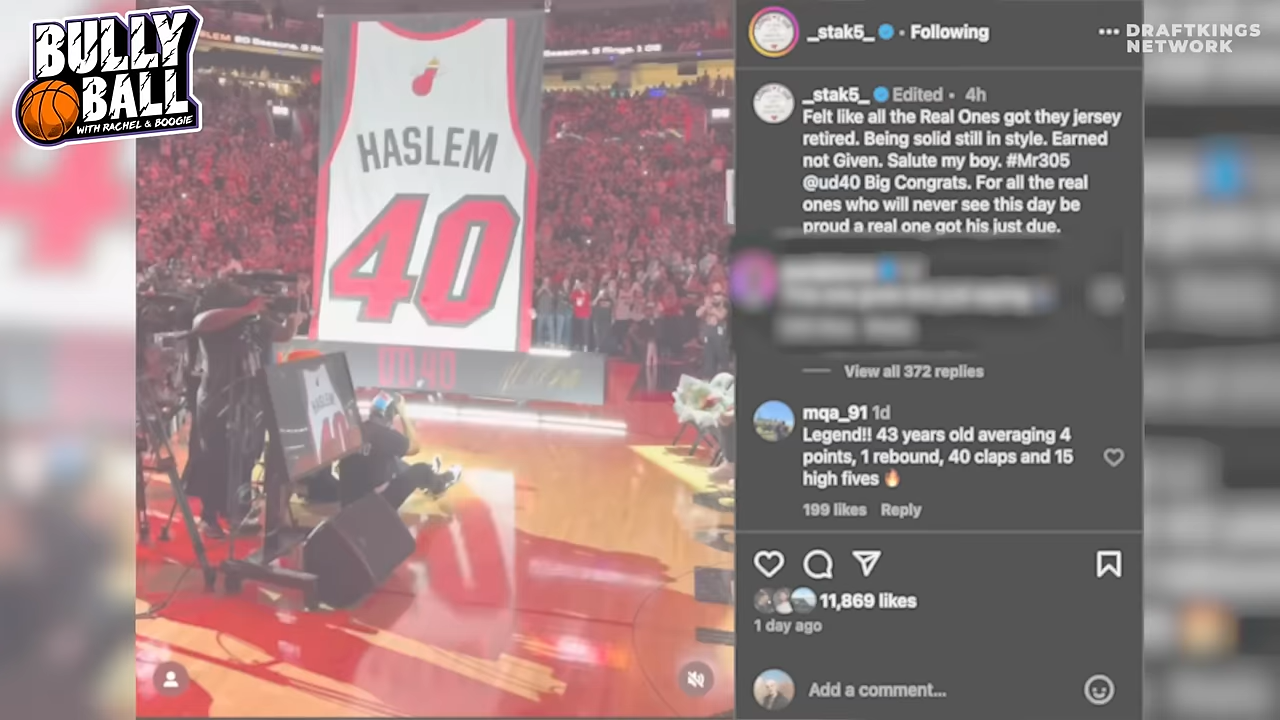 BULLY
BALL
WITH RACHEL & BOOGIE
DRAFTKINGS
NETWORK
HASLEM
40
HASLEM
40
_stak5_ • Following
_stak5_ Edited • 4h
Felt like all the Real Ones got they jersey
retired. Being solid still in style. Earned
not Given. Salute my boy. #Mr305
@ud40 Big Congrats. For all the real
ones who will never see this day be
proud a real one got his just due.
View all 372 replies
mqa_91 1d
Legend!! 43 years old averaging 4
points, 1 rebound, 40 claps and 15
high fives 🔥
199 likes Reply
11,869 likes
1 day ago
Add a comment...